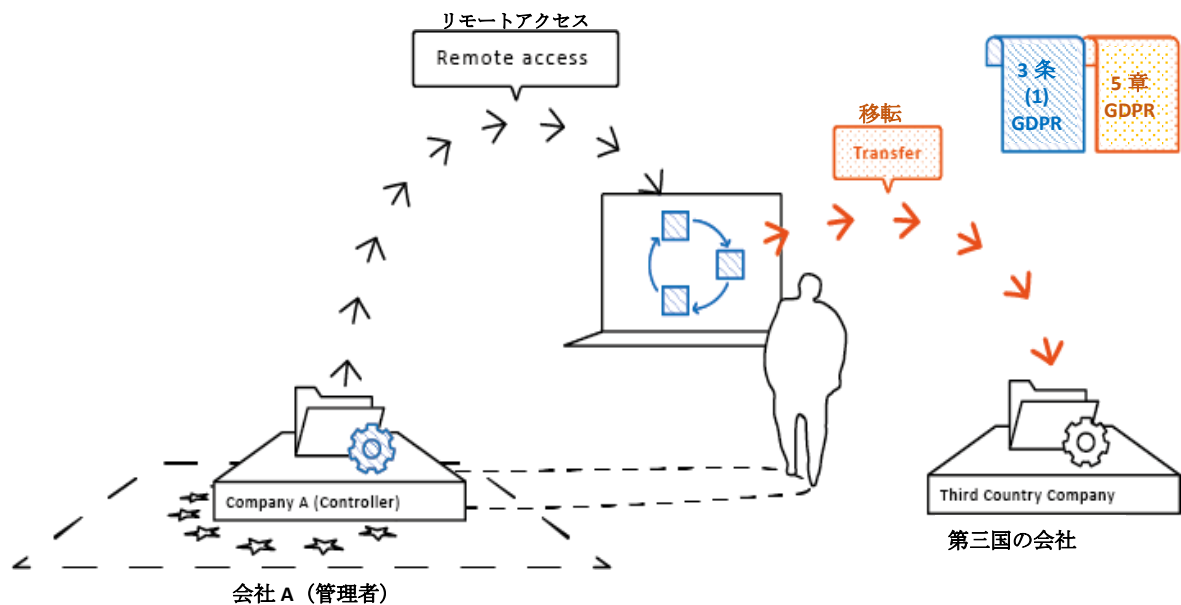 リモートアクセス
Remote access
3 条
(1)
GDPR
5 章
GDPR
移転
Transfer
Company A (Controller)
Third Country Company
第三国の会社
会社 A（管理者）